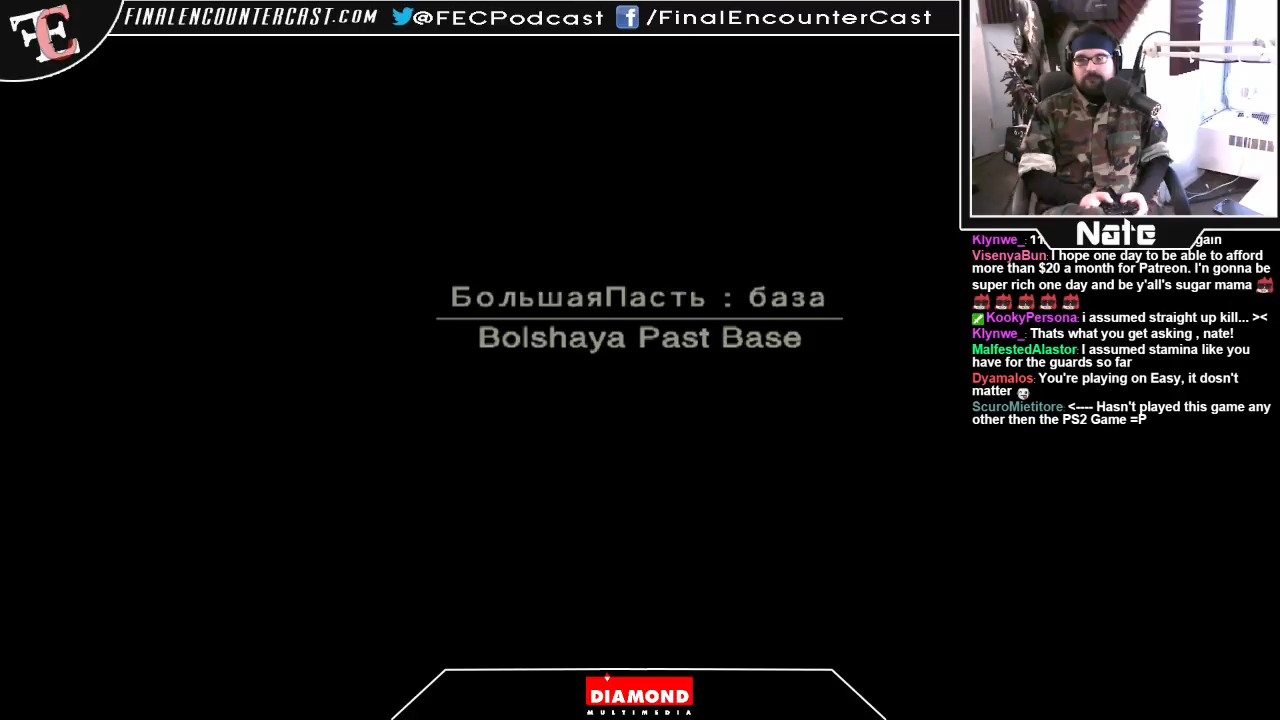 FINALENCOUNTERCAST.COM @FECPodcast f /FinalEncounterCast
FC
БольшаяПасть : база
Bolshaya Past Base
Nate
Klynwe_: 11 gain
VisenyaBun: I hope one day to be able to afford
more than $20 a month for Patreon. I'n gonna be
super rich one day and be y'all's sugar mama
KookyPersona: i assumed straight up kill... ><
Klynwe_: Thats what you get asking , nate!
MalfestedAlastor: I assumed stamina like you
have for the guards so far
Dyamalos: You're playing on Easy, it dosn't
matter
ScuroMietitore: <---- Hasn't played this game any
other then the PS2 Game =P
DIAMOND
MULTIMEDIA